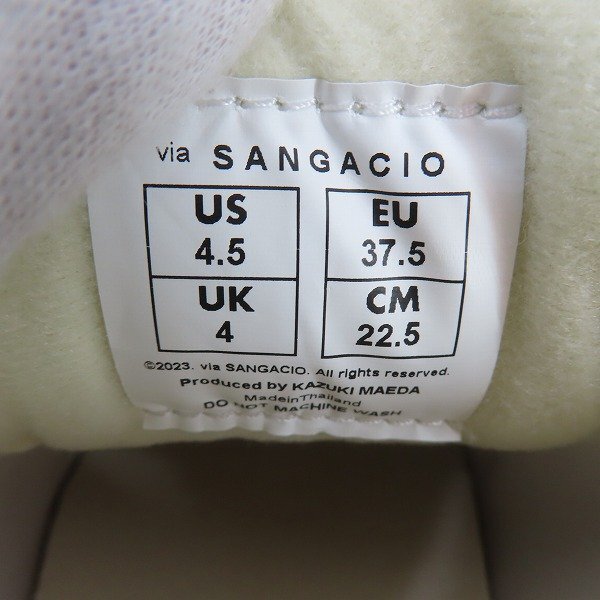 via SANGACIO
US EU
4.5 37.5
UK CM
4 22.5
©2023. via SANGACIO. All rights reserved.
Produced by KAZUKI MAEDA
MadeinThailand
DO NOT MACHINE WASH